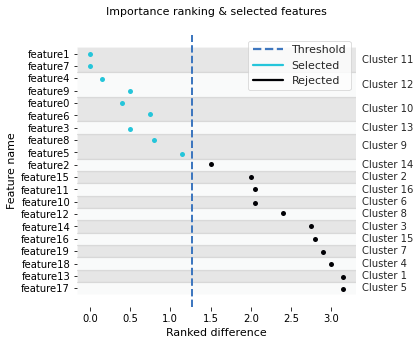 Importance ranking & selected features
Threshold
Selected
Rejected
Feature name
feature1
feature7
feature4
feature9
feature0
feature6
feature3
feature8
feature5
feature2
feature15
feature11
feature10
feature12
feature14
feature16
feature19
feature18
feature13
feature17
Cluster 11
Cluster 12
Cluster 10
Cluster 13
Cluster 9
Cluster 14
Cluster 2
Cluster 16
Cluster 6
Cluster 8
Cluster 3
Cluster 15
Cluster 7
Cluster 4
Cluster 1
Cluster 5
0.0 0.5 1.0 1.5 2.0 2.5 3.0
Ranked difference